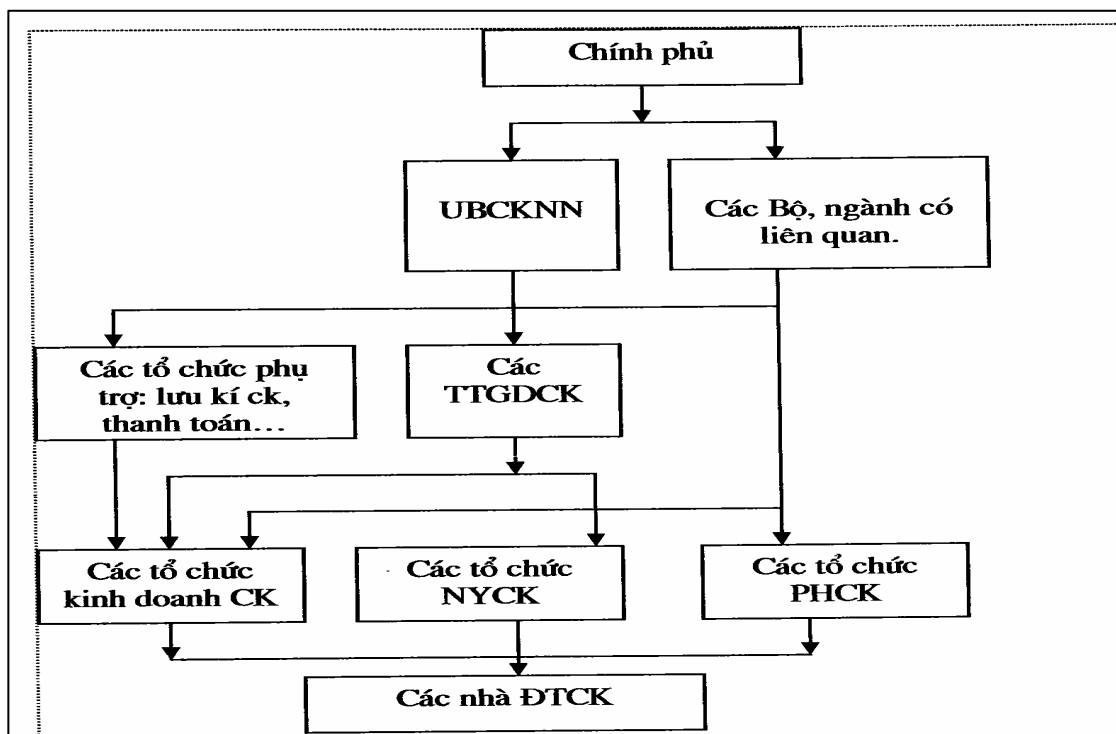 Chính phủ
UBCKNN
Các Bộ, ngành có
liên quan.
Các tổ chức phụ
trợ: lưu kí ck,
thanh toán...
Các
TTGDCK
Các tổ chức
kinh doanh CK
Các tổ chức
NYCK
Các tổ chức
PHCK
Các nhà ĐTCK